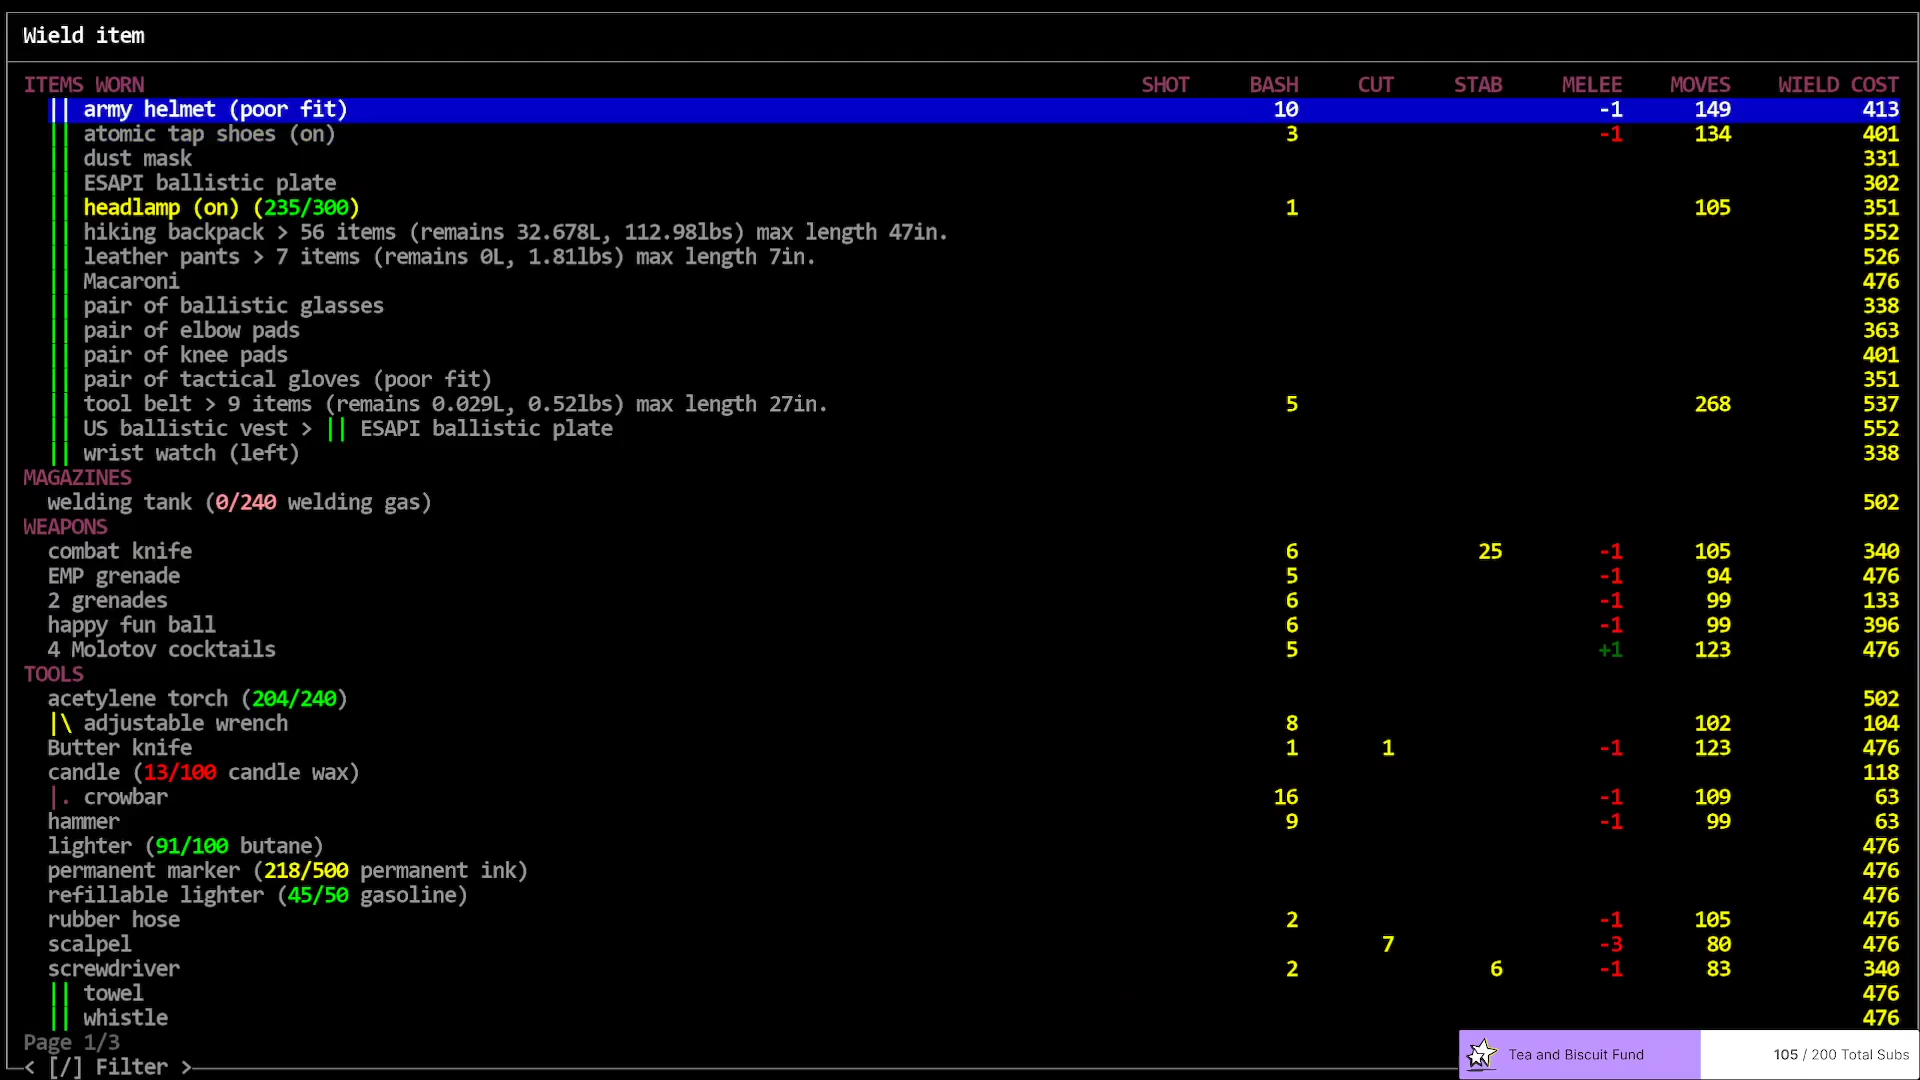 Wield item
ITEMS WORN SHOT BASH CUT STAB MELEE MOVES WIELD COST
|| army helmet (poor fit) 10 -1 149 413
|| atomic tap shoes (on) 3 -1 134 401
|| dust mask 331
|| ESAPI ballistic plate 302
|| headlamp (on) (235/300) 1 105 351
|| hiking backpack > 56 items (remains 32.678L, 112.98lbs) max length 47in. 552
|| leather pants > 7 items (remains 0L, 1.81lbs) max length 7in. 526
|| Macaroni 476
|| pair of ballistic glasses 338
|| pair of elbow pads 363
|| pair of knee pads 401
|| pair of tactical gloves (poor fit) 351
|| tool belt > 9 items (remains 0.029L, 0.52lbs) max length 27in. 5 268 537
|| US ballistic vest > || ESAPI ballistic plate 552
|| wrist watch (left) 338
MAGAZINES
welding tank (0/240 welding gas) 502
WEAPONS
combat knife 6 25 -1 105 340
EMP grenade 5 -1 94 476
2 grenades 6 -1 99 133
happy fun ball 6 -1 99 396
4 Molotov cocktails 5 +1 123 476
TOOLS
acetylene torch (204/240) 502
|\ adjustable wrench 8 102 104
Butter knife 1 1 -1 123 476
candle (13/100 candle wax) 118
|. crowbar 16 -1 109 63
hammer 9 -1 99 63
lighter (91/100 butane) 476
permanent marker (218/500 permanent ink) 476
refillable lighter (45/50 gasoline) 476
rubber hose 2 -1 105 476
scalpel 7 -3 80 476
screwdriver 2 6 -1 83 340
|| towel 476
|| whistle 476
Page 1/3
< [/] Filter >
Tea and Biscuit Fund 105 / 200 Total Subs